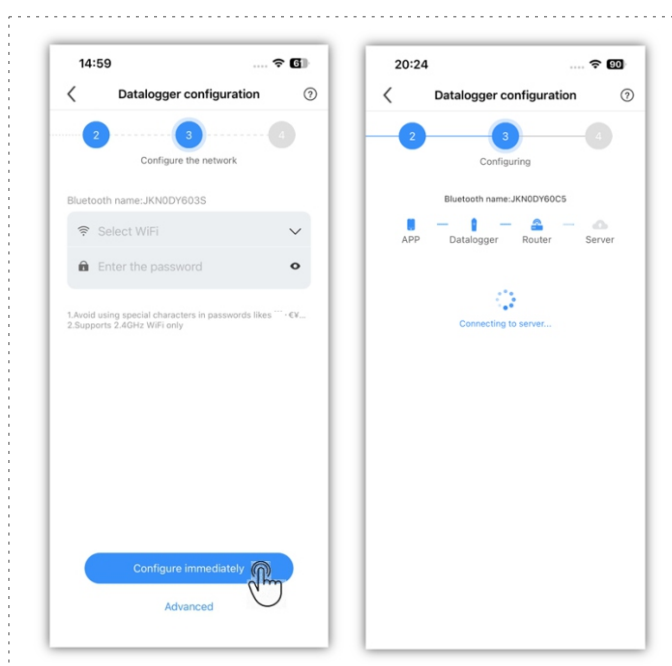 14:59
6
Datalogger configuration
?
2
3
4
Configure the network
Bluetooth name:JKN0DY603S
Select WiFi
Enter the password
1.Avoid using special characters in passwords likes
2.Supports 2.4GHz WiFi only
Configure immediately
Advanced
20:24
90
Datalogger configuration
?
2
3
4
Configuring
Bluetooth name:JKN0DY60C5
APP Datalogger Router Server
Connecting to server...